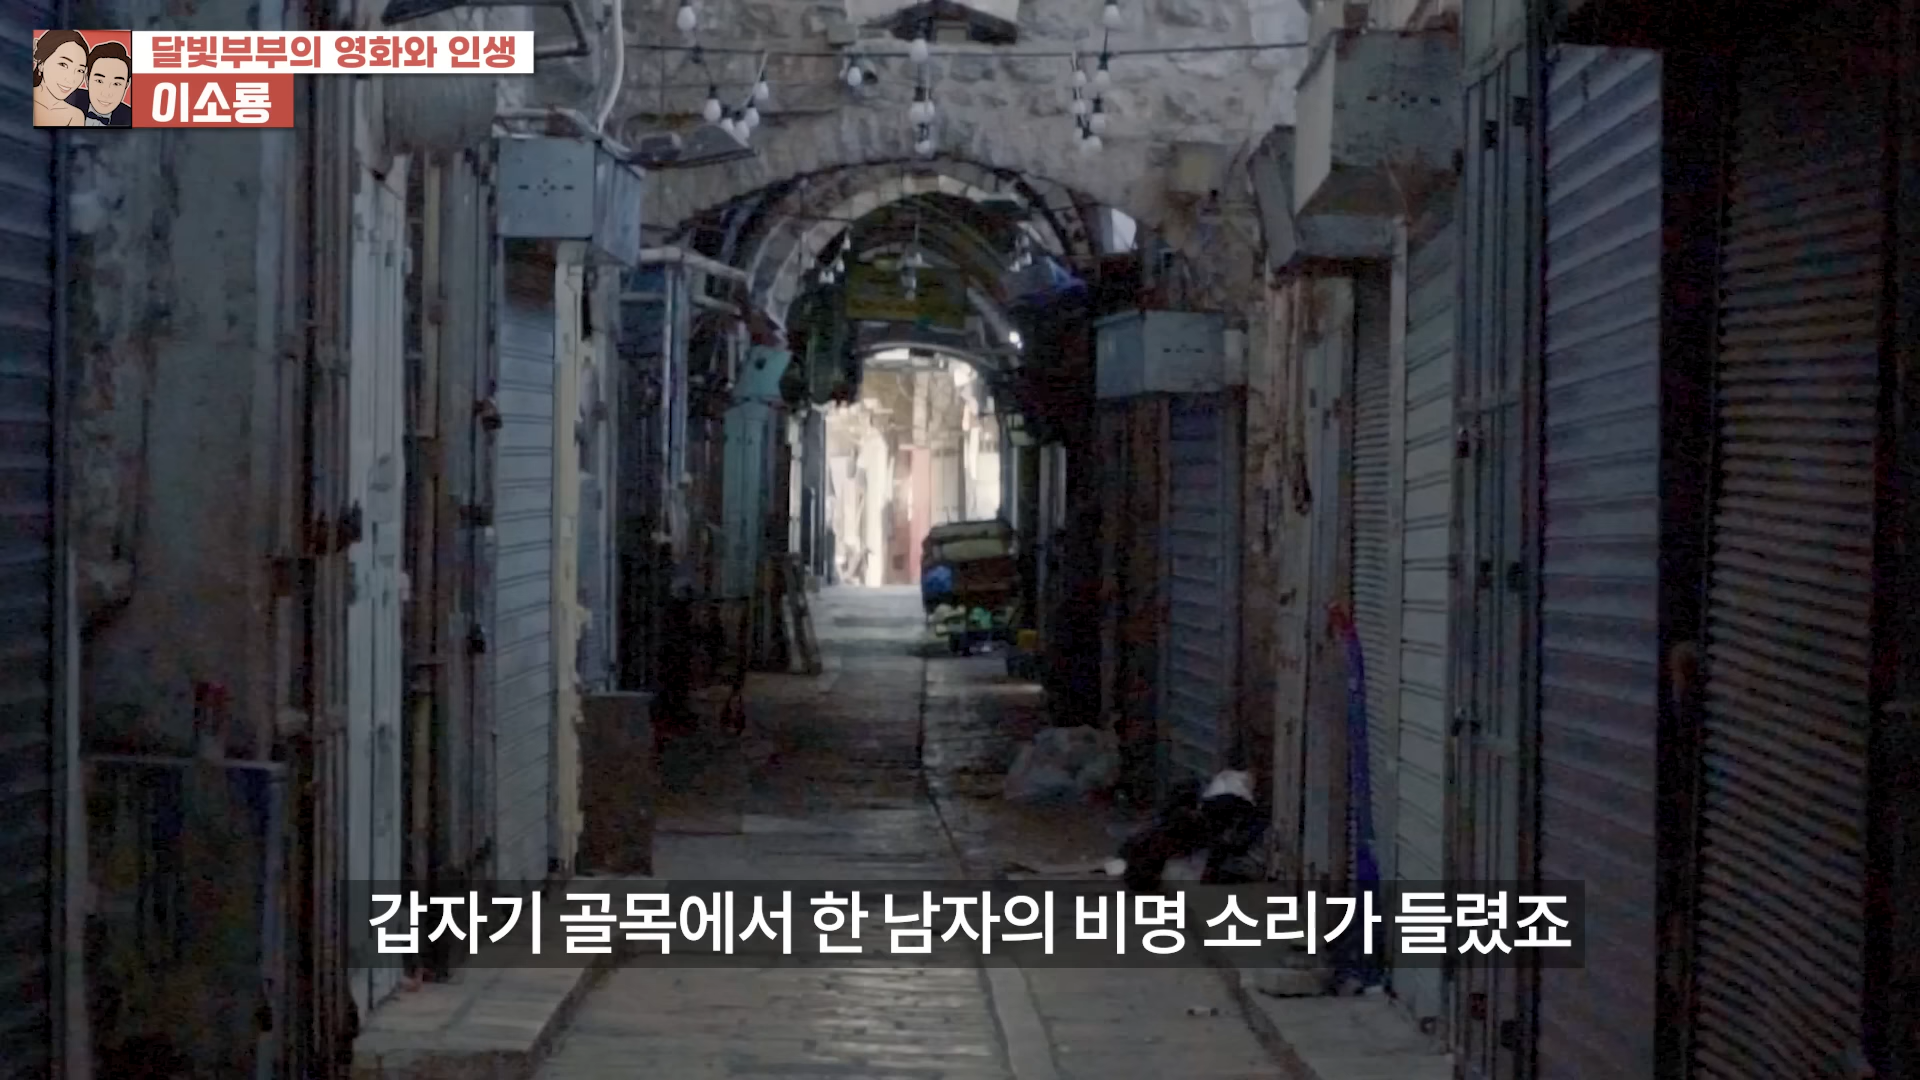 달빛부부의 영화와 인생
이소룡
갑자기 골목에서 한 남자의 비명 소리가 들렸죠